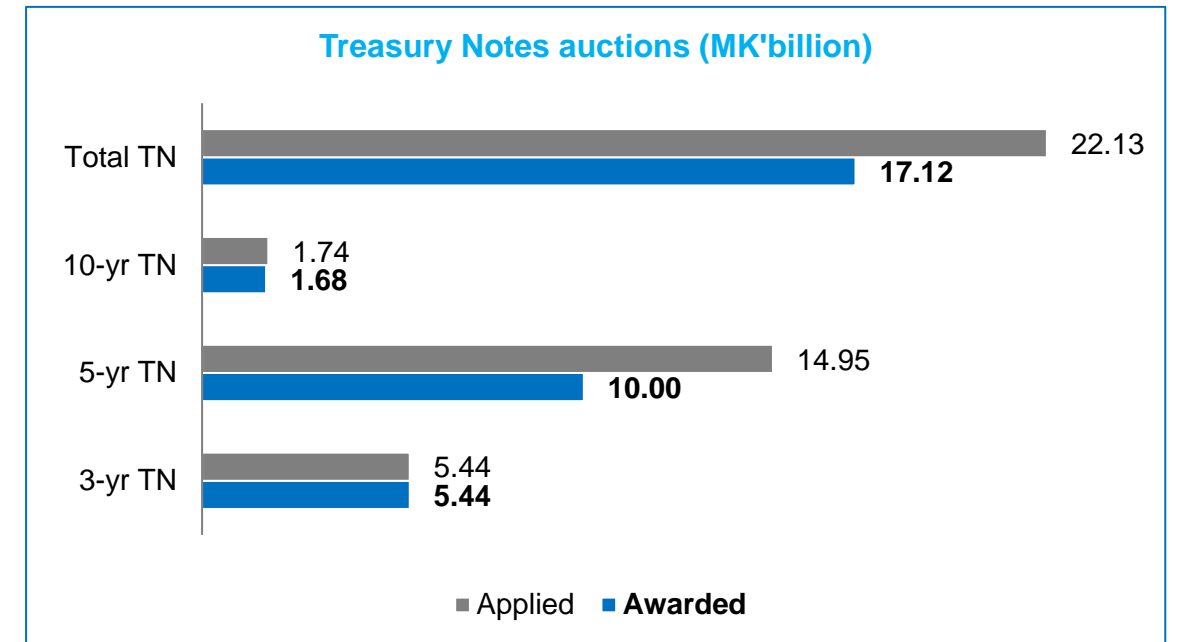 Treasury Notes auctions (MK'billion)
Total TN
22.13
17.12
10-yr TN
1.74
1.68
5-yr TN
14.95
10.00
3-yr TN
5.44
5.44
Applied Awarded